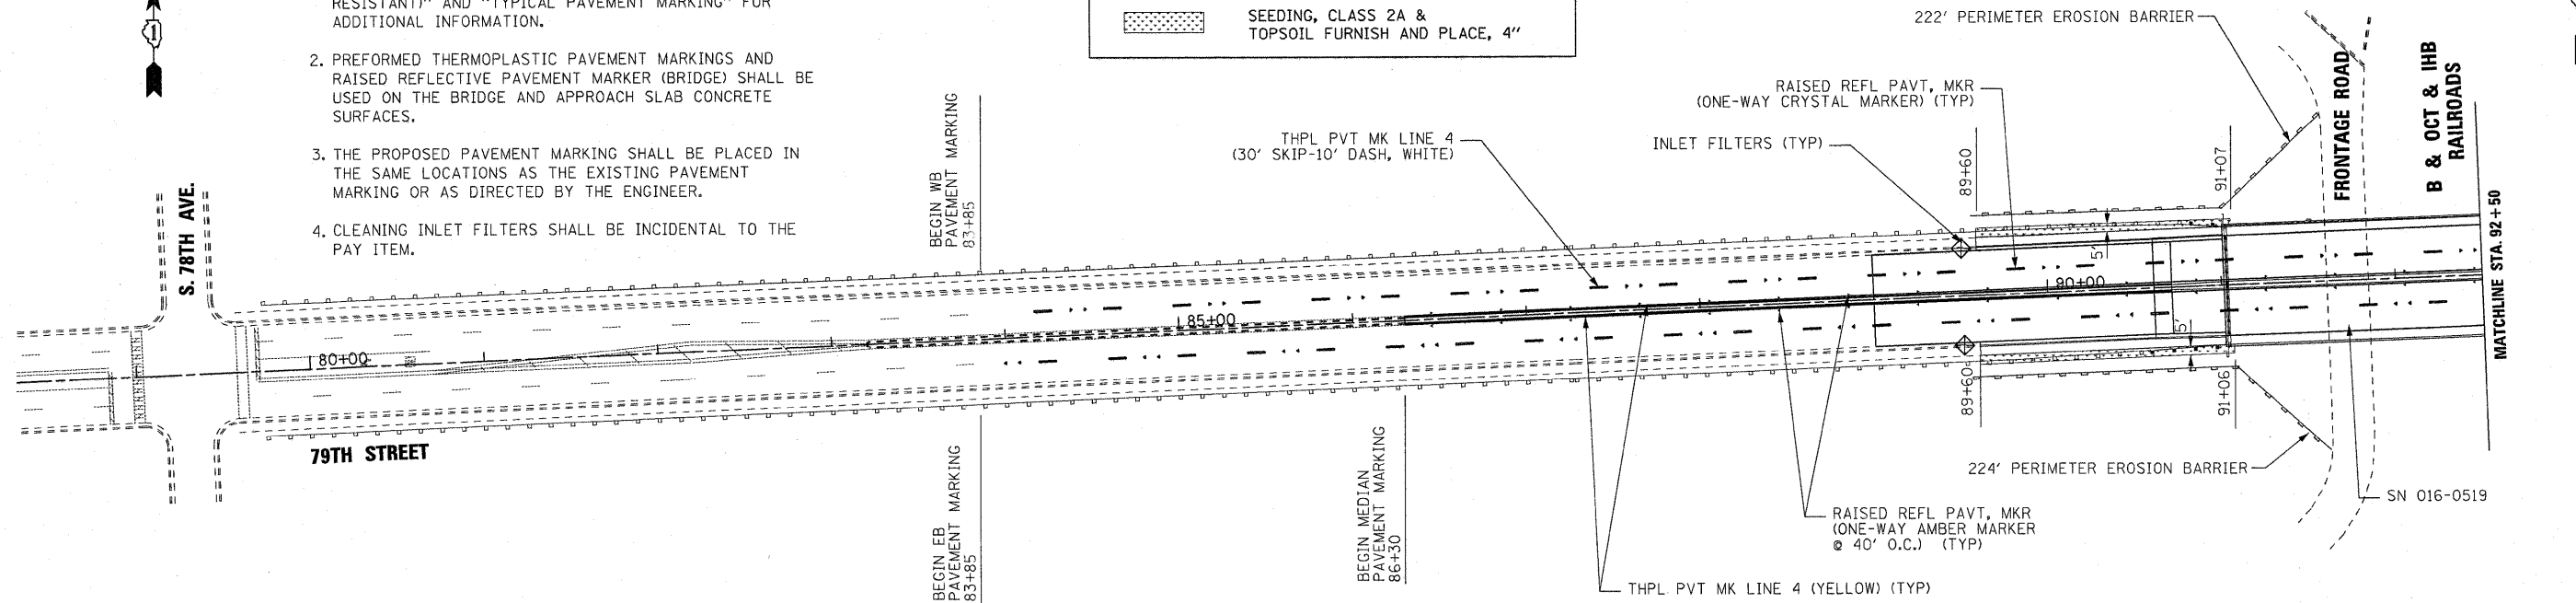 RESISTANT)" AND "TYPICAL PAVEMENT MARKING" FOR
ADDITIONAL INFORMATION.
2. PREFORMED THERMOPLASTIC PAVEMENT MARKINGS AND
RAISED REFLECTIVE PAVEMENT MARKER (BRIDGE) SHALL BE
USED ON THE BRIDGE AND APPROACH SLAB CONCRETE
SURFACES.
3. THE PROPOSED PAVEMENT MARKING SHALL BE PLACED IN
THE SAME LOCATIONS AS THE EXISTING PAVEMENT
MARKING OR AS DIRECTED BY THE ENGINEER.
4. CLEANING INLET FILTERS SHALL BE INCIDENTAL TO THE
PAY ITEM.
SEEDING, CLASS 2A &
TOPSOIL FURNISH AND PLACE, 4"
222' PERIMETER EROSION BARRIER
RAISED REFL PAVT, MKR
(ONE-WAY CRYSTAL MARKER) (TYP)
THPL PVT MK LINE 4
(30' SKIP-10' DASH, WHITE)
INLET FILTERS (TYP)
BEGIN WB
PAVEMENT MARKING
83+85
89+60
91+07
FRONTAGE ROAD
B & OCT & IHB
RAILROADS
S. 78TH AVE.
MATCHLINE STA. 92+50
80+00
85+00
90+00
5'
5'
79TH STREET
BEGIN EB
PAVEMENT MARKING
83+85
BEGIN MEDIAN
PAVEMENT MARKING
86+30
89+60
91+06
224' PERIMETER EROSION BARRIER
SN 016-0519
RAISED REFL PAVT, MKR
(ONE-WAY AMBER MARKER
@ 40' O.C.) (TYP)
THPL PVT MK LINE 4 (YELLOW) (TYP)